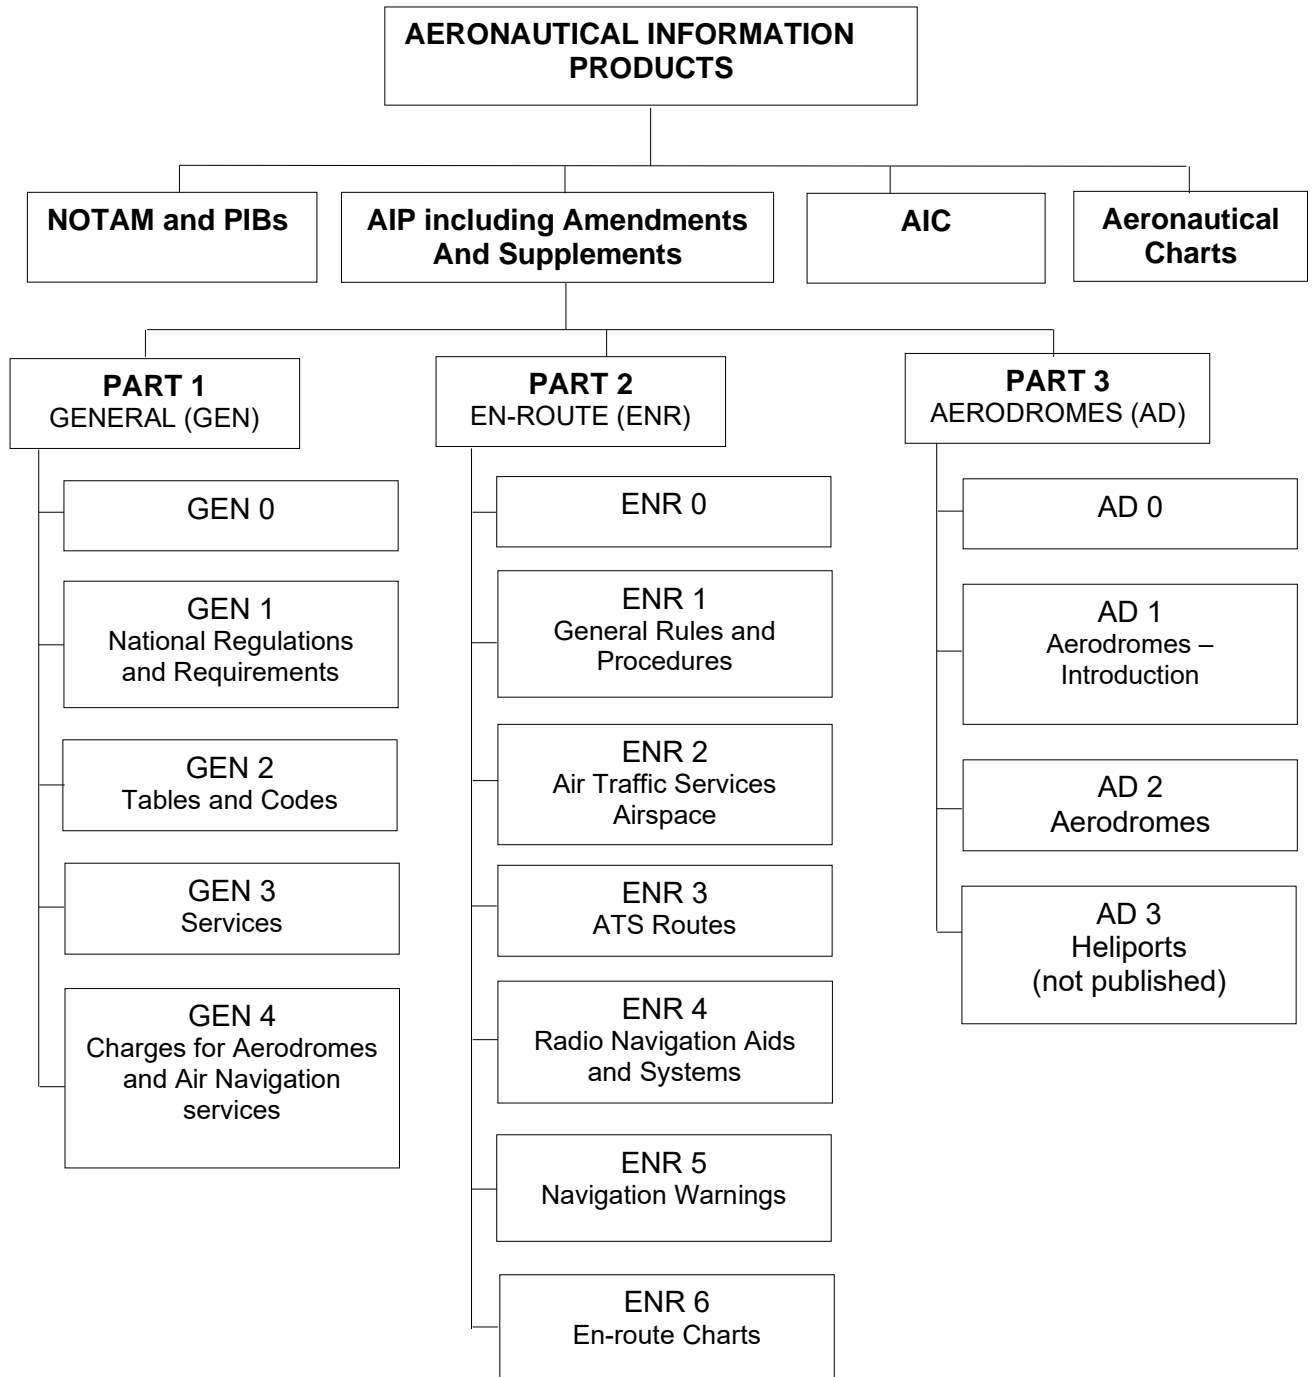 AERONAUTICAL INFORMATION
PRODUCTS
NOTAM and PIBs
AIP including Amendments
And Supplements
AIC
Aeronautical
Charts
PART 1
GENERAL (GEN)
PART 2
EN-ROUTE (ENR)
PART 3
AERODROMES (AD)
GEN 0
GEN 1
National Regulations
and Requirements
GEN 2
Tables and Codes
GEN 3
Services
GEN 4
Charges for Aerodromes
and Air Navigation
services
ENR 0
ENR 1
General Rules and
Procedures
ENR 2
Air Traffic Services
Airspace
ENR 3
ATS Routes
ENR 4
Radio Navigation Aids
and Systems
ENR 5
Navigation Warnings
ENR 6
En-route Charts
AD 0
AD 1
Aerodromes –
Introduction
AD 2
Aerodromes
AD 3
Heliports
(not published)